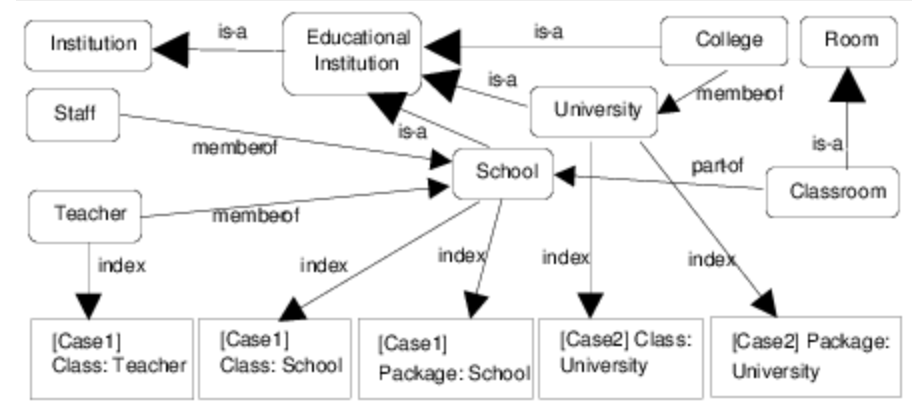 Institution
is-a
Educational
Institution
is-a
College
Room
Staff
is-a
University
memberof
memberof
is-a
School
part-of
is-a
Classroom
Teacher
memberof
index
index
index
index
index
[Case1]
Class: Teacher
[Case1]
Class: School
[Case1]
Package: School
[Case2] Class:
University
[Case2] Package:
University